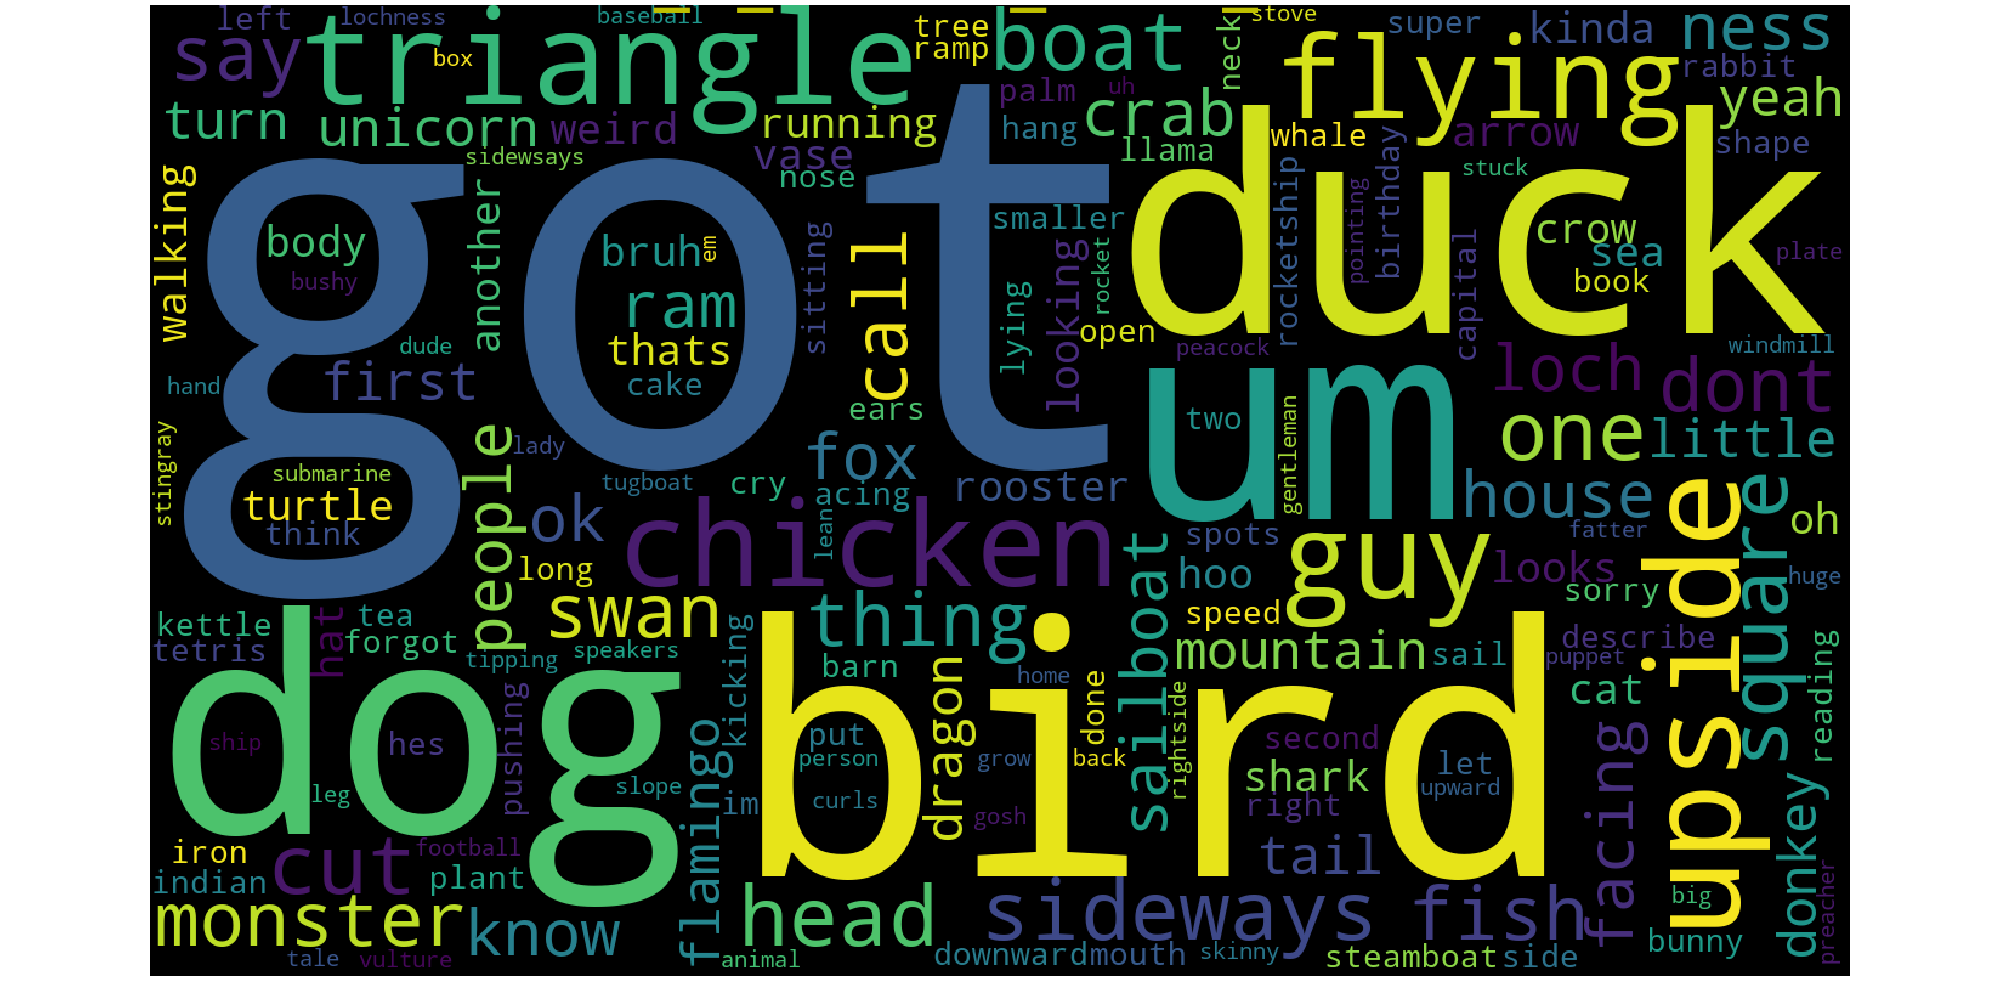 left
lochness
baseball
say
triangle
box
tree
ramp
boat
neck
stove
super
kinda
ness
flying
rabbit
yeah
palm
uh
turn
unicorn
weird
running
hang
crab
whale
arrow
shape
sidewsays
vase
nose
llama
stuck
walking
got
duck
another
body
bushy
bruh
em
ram
thats
cake
sitting
call
smaller
looking
lying
rocket
open
rocketship
birthday
pointing
capital
crow
sea
book
plate
dude
hand
first
peacock
windmill
ears
um
two
gentleman
loch
dont
one
little
stingray
submarine
turtle
think
people
lady
tugboat
ok
fox
cry
acing
lean
rooster
house
spots
fatter
oh
upside
square
long
chicken
hoo
guy
looks
huge
sorry
kettle
tea
forgot
tetris
hat
swan
thing
speed
sailboat
mountain
sail
describe
puppet
reading
tipping
speakers
kicking
barn
dragon
home
done
rightside
cat
dog
bird
ship
hes
leg
pushing
slope
flamingo
im
put
person
curls
grow
gosh
back
second
shark
right
let
upward
facing
donkey
iron
indian
cut
football
plant
tail
big
preacher
monster
know
head
sideways
fish
bunny
tale
vulture
animal
downward
mouth
skinny
steamboat
side